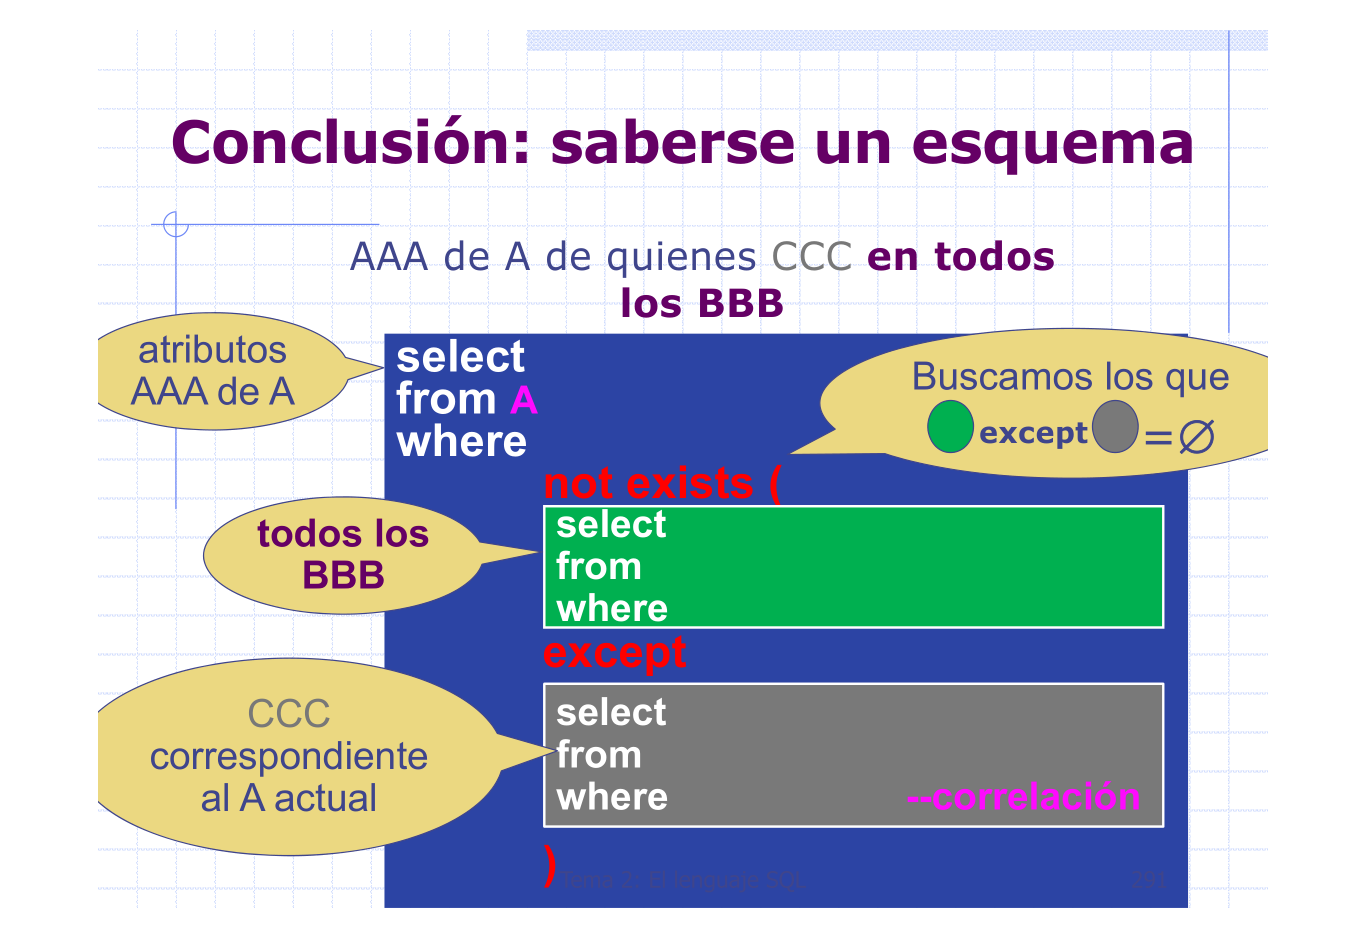 Conclusión: saberse un esquema
AAA de A de quienes CCC en todos
los BBB
atributos
AAA de A
select
from A
where
Buscamos los que
except = ∅
not exists (
todos los
BBB
select
from
where
except
CCC
correspondiente
al A actual
select
from
where --correlación
)
Tema 2: El lenguaje SQL 291